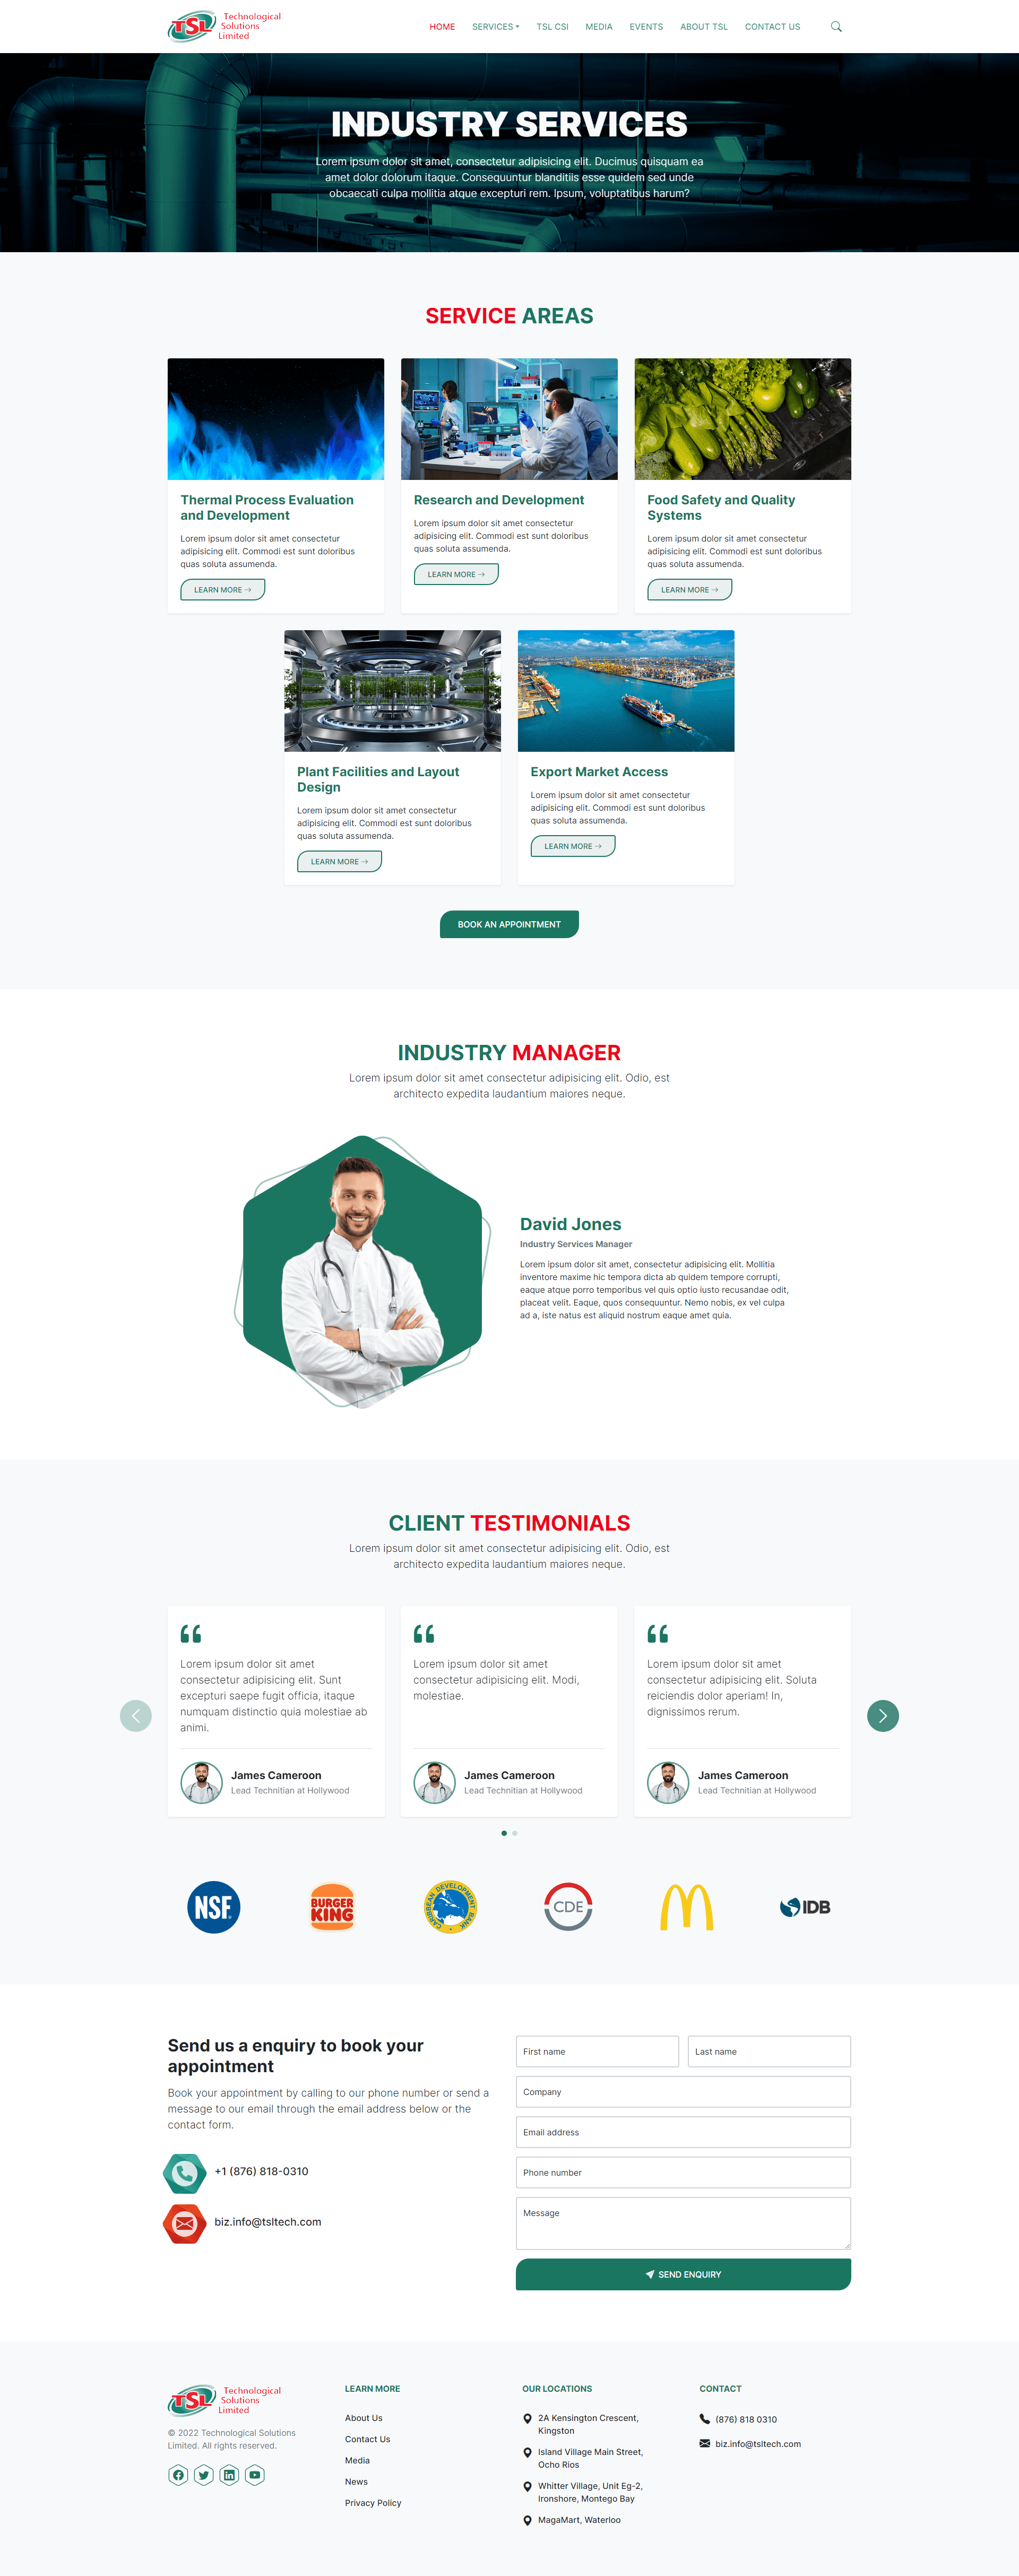 TSL Technological
Solutions
Limited
HOME SERVICES TSL CSI MEDIA EVENTS ABOUT TSL CONTACT US
INDUSTRY SERVICES
Lorem ipsum dolor sit amet, consectetur adipisicing elit. Ducimus quisquam ea
amet dolor dolorum itaque. Consequuntur blanditiis esse quidem sed unde
obcaecati culpa mollitia atque excepturi rem. Ipsum, voluptatibus harum?
SERVICE AREAS
Thermal Process Evaluation
and Development
Lorem ipsum dolor sit amet consectetur
adipisicing elit. Commodi est sunt doloribus
quas soluta assumenda.
LEARN MORE
Research and Development
Lorem ipsum dolor sit amet consectetur
adipisicing elit. Commodi est sunt doloribus
quas soluta assumenda.
LEARN MORE
Food Safety and Quality
Systems
Lorem ipsum dolor sit amet consectetur
adipisicing elit. Commodi est sunt doloribus
quas soluta assumenda.
LEARN MORE
Plant Facilities and Layout
Design
Lorem ipsum dolor sit amet consectetur
adipisicing elit. Commodi est sunt doloribus
quas soluta assumenda.
LEARN MORE
Export Market Access
Lorem ipsum dolor sit amet consectetur
adipisicing elit. Commodi est sunt doloribus
quas soluta assumenda.
LEARN MORE
BOOK AN APPOINTMENT
INDUSTRY MANAGER
Lorem ipsum dolor sit amet consectetur adipisicing elit. Odio, est
architecto expedita laudantium maiores neque.
David Jones
Industry Services Manager
Lorem ipsum dolor sit amet, consectetur adipisicing elit. Mollitia
inventore maxime hic tempora dicta ab quidem tempore corrupti,
eaque atque porro temporibus vel quis optio iusto recusandae odit,
placeat velit. Eaque, quos consequuntur. Nemo nobis, ex vel culpa
ad a, iste natus est aliquid nostrum eaque amet quia.
CLIENT TESTIMONIALS
Lorem ipsum dolor sit amet consectetur adipisicing elit. Odio, est
architecto expedita laudantium maiores neque.
Lorem ipsum dolor sit amet
consectetur adipisicing elit. Sunt
excepturi saepe fugit officia, itaque
numquam distinctio quia molestiae ab
animi.
James Cameroon
Lead Technitian at Hollywood
Lorem ipsum dolor sit amet
consectetur adipisicing elit. Modi,
molestiae.
James Cameroon
Lead Technitian at Hollywood
Lorem ipsum dolor sit amet
consectetur adipisicing elit. Soluta
reiciendis dolor aperiam! In,
dignissimos rerum.
James Cameroon
Lead Technitian at Hollywood
NSF®
BURGER
KING
CARIBBEAN DEVELOPMENT BANK
CDE
IDB
Send us a enquiry to book your
appointment
Book your appointment by calling to our phone number or send a
message to our email through the email address below or the
contact form.
+1 (876) 818-0310
biz.info@tsltech.com
First name
Last name
Company
Email address
Phone number
Message
SEND ENQUIRY
TSL Technological
Solutions
Limited
© 2022 Technological Solutions
Limited. All rights reserved.
LEARN MORE
About Us
Contact Us
Media
News
Privacy Policy
OUR LOCATIONS
2A Kensington Crescent,
Kingston
Island Village Main Street,
Ocho Rios
Whitter Village, Unit Eg-2,
Ironshore, Montego Bay
MagaMart, Waterloo
CONTACT
(876) 818 0310
biz.info@tsltech.com